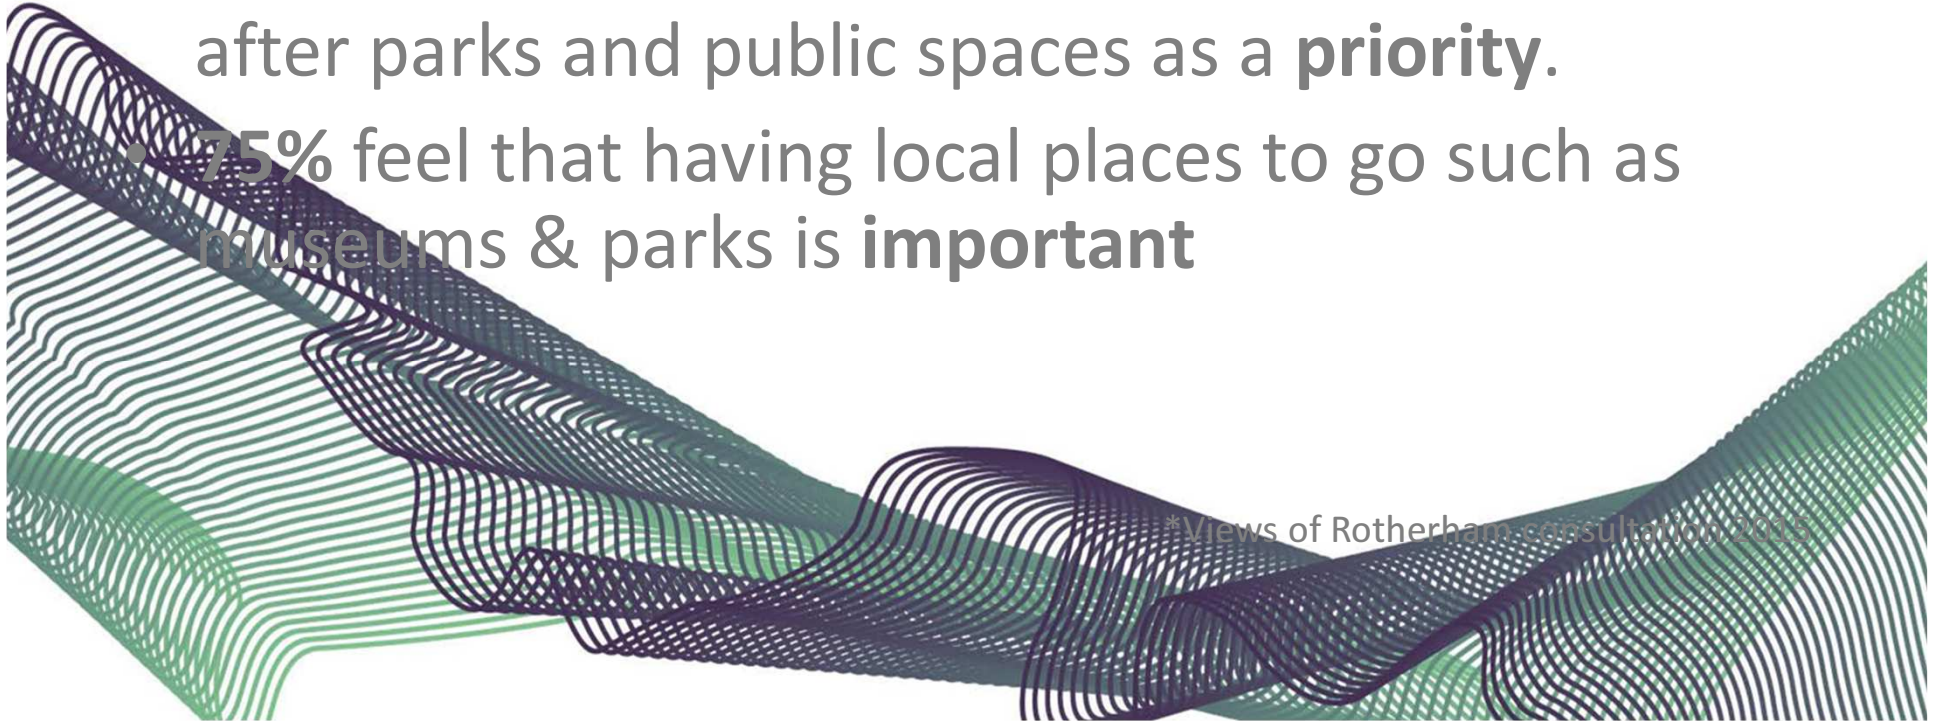 after parks and public spaces as a priority.
• 75% feel that having local places to go such as
museums & parks is important
*Views of Rotherham consultation 2015